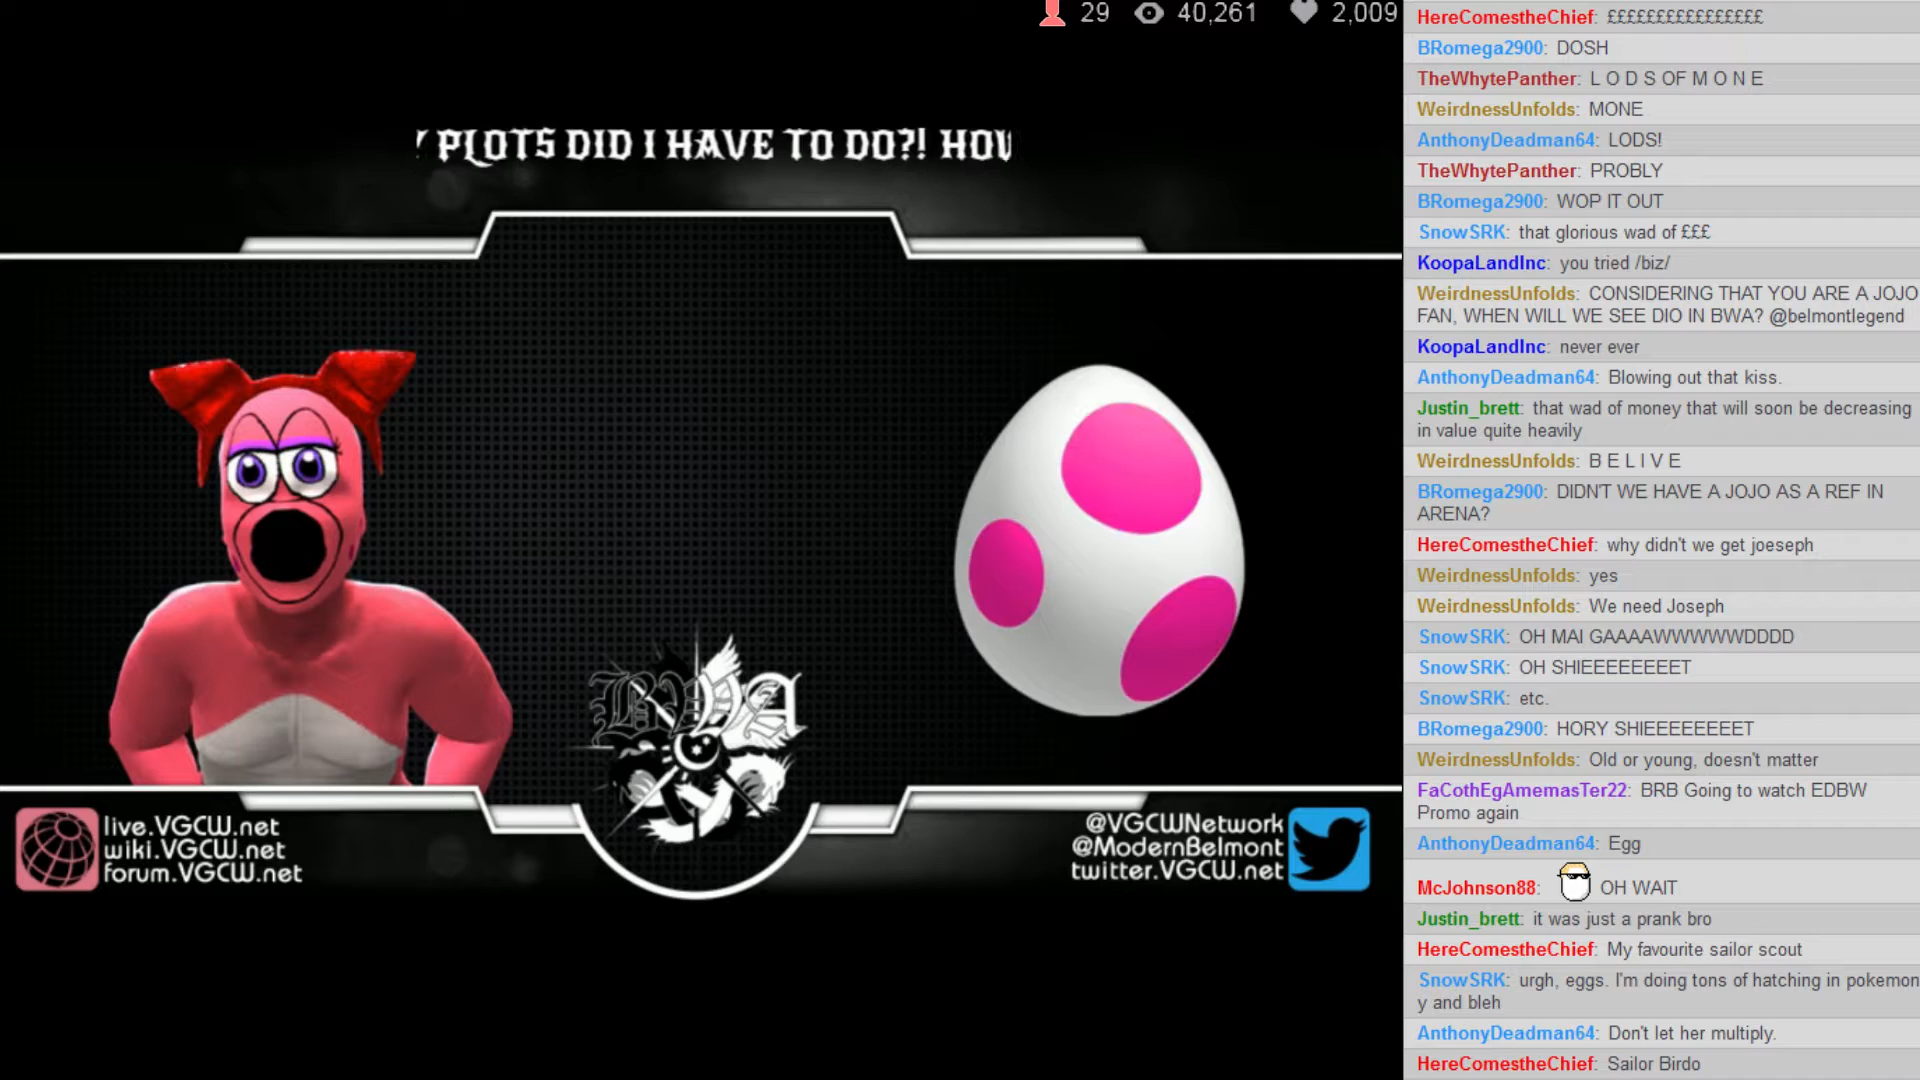 29 40,261 2,009
PLOTS DID I HAVE TO DO?! HOW
BWA
live.VGCW.net
wiki.VGCW.net
forum.VGCW.net
@VGCWNetwork
@ModernBelmont
twitter.VGCW.net
HereComestheChief: ££££££££££££££££
BRomega2900: DOSH
TheWhytePanther: L O D S OF M O N E
WeirdnessUnfolds: MONE
AnthonyDeadman64: LODS!
TheWhytePanther: PROBLY
BRomega2900: WOP IT OUT
SnowSRK: that glorious wad of £££
KoopaLandInc: you tried /biz/
WeirdnessUnfolds: CONSIDERING THAT YOU ARE A JOJO
FAN, WHEN WILL WE SEE DIO IN BWA? @belmontlegend
KoopaLandInc: never ever
AnthonyDeadman64: Blowing out that kiss.
Justin_brett: that wad of money that will soon be decreasing
in value quite heavily
WeirdnessUnfolds: B E L I V E
BRomega2900: DIDN'T WE HAVE A JOJO AS A REF IN
ARENA?
HereComestheChief: why didn't we get joeseph
WeirdnessUnfolds: yes
WeirdnessUnfolds: We need Joseph
SnowSRK: OH MAI GAAAAWWWWWDDDD
SnowSRK: OH SHIEEEEEEEET
SnowSRK: etc.
BRomega2900: HORY SHIEEEEEEEET
WeirdnessUnfolds: Old or young, doesn't matter
FaCothEgAmemasTer22: BRB Going to watch EDBW
Promo again
AnthonyDeadman64: Egg
McJohnson88: OH WAIT
Justin_brett: it was just a prank bro
HereComestheChief: My favourite sailor scout
SnowSRK: urgh, eggs. I'm doing tons of hatching in pokemon
y and bleh
AnthonyDeadman64: Don't let her multiply.
HereComestheChief: Sailor Birdo